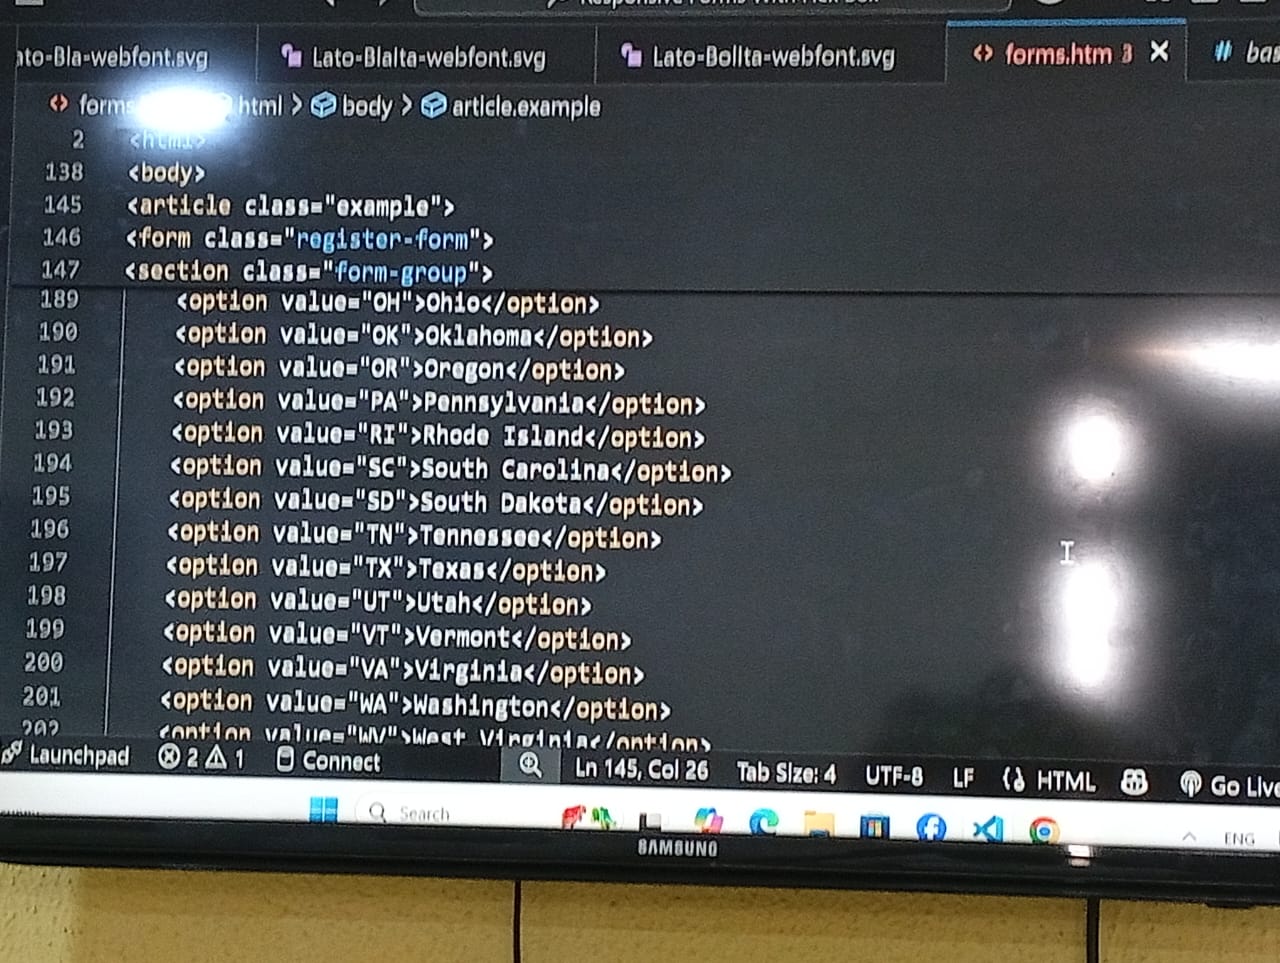 Responsive Forms With Flex Box
ato-Bla-webfont.svg Lato-BlaIta-webfont.svg Lato-BolIta-webfont.svg forms.htm 3 # bas
forms html > body > article.example
2 <html>
138 <body>
145 <article class="example">
146 <form class="register-form">
147 <section class="form-group">
189 <option value="OH">Ohio</option>
190 <option value="OK">Oklahoma</option>
191 <option value="OR">Oregon</option>
192 <option value="PA">Pennsylvania</option>
193 <option value="RI">Rhode Island</option>
194 <option value="SC">South Carolina</option>
195 <option value="SD">South Dakota</option>
196 <option value="TN">Tennessee</option>
197 <option value="TX">Texas</option>
198 <option value="UT">Utah</option>
199 <option value="VT">Vermont</option>
200 <option value="VA">Virginia</option>
201 <option value="WA">Washington</option>
202 <option value="WV">West Virginia</option>
Launchpad 2 1 Connect Ln 145, Col 26 Tab Size: 4 UTF-8 LF HTML Go Live
Search ENG
SAMSUNG